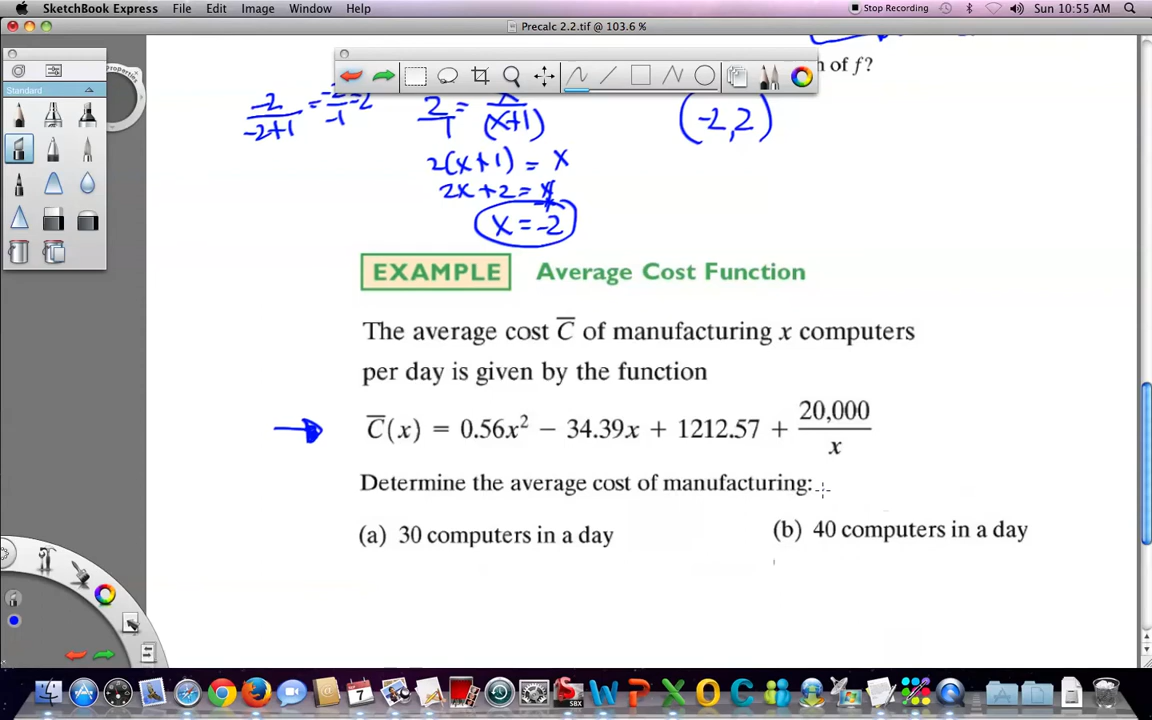 SketchBook Express File Edit Image Window Help Stop Recording Sun 10:55 AM
Precalc 2.2.tif @ 103.6 %
Properties
Standard
n of f?
-2/-2+1 = -2/-1 = 2
2/1 = x/(x+1)
(-2,2)
2(x+1) = x
2x+2 = x
x = -2
EXAMPLE Average Cost Function
The average cost C̅ of manufacturing x computers
per day is given by the function
C̅(x) = 0.56x² − 34.39x + 1212.57 + 20,000/x
Determine the average cost of manufacturing:
(a) 30 computers in a day (b) 40 computers in a day